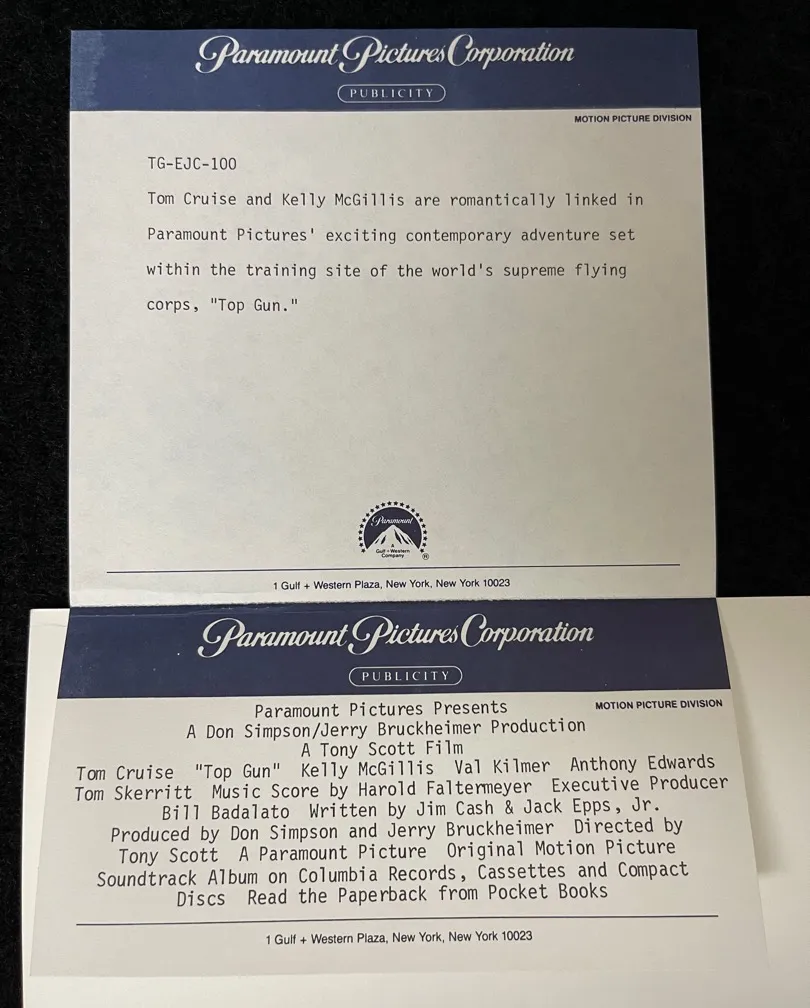 Paramount Pictures Corporation
PUBLICITY
MOTION PICTURE DIVISION
TG-EJC-100
Tom Cruise and Kelly McGillis are romantically linked in
Paramount Pictures' exciting contemporary adventure set
within the training site of the world's supreme flying
corps, "Top Gun."
Paramount
A
Gulf + Western
Company
®
1 Gulf + Western Plaza, New York, New York 10023
Paramount Pictures Corporation
PUBLICITY
MOTION PICTURE DIVISION
Paramount Pictures Presents
A Don Simpson/Jerry Bruckheimer Production
A Tony Scott Film
Tom Cruise "Top Gun" Kelly McGillis Val Kilmer Anthony Edwards
Tom Skerritt Music Score by Harold Faltermeyer Executive Producer
Bill Badalato Written by Jim Cash & Jack Epps, Jr.
Produced by Don Simpson and Jerry Bruckheimer Directed by
Tony Scott A Paramount Picture Original Motion Picture
Soundtrack Album on Columbia Records, Cassettes and Compact
Discs Read the Paperback from Pocket Books
1 Gulf + Western Plaza, New York, New York 10023